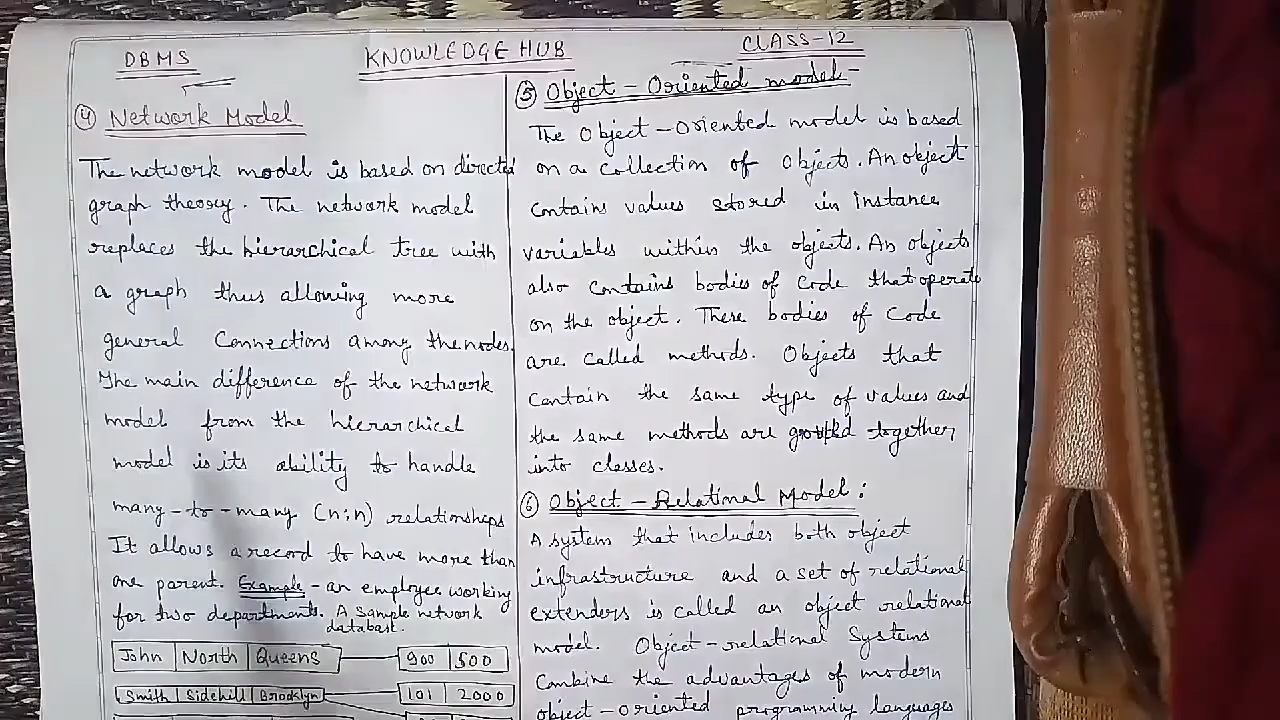 DBMS
KNOWLEDGE HUB
CLASS-12
④ Network Model
The network model is based on directed
graph theory. The network model
replaces the hierarchical tree with
a graph thus allowing more
general Connections among the nodes.
The main difference of the network
model from the hierarchical
model is its ability to handle
many-to-many (n:n) relationships
It allows a record to have more than
one parent. Example - an employee working
for two departments. A Sample network
database.
John North Queens 900 500
Smith Sidehill Brooklyn 101 2000
⑤ Object - Oriented model -
The Object - Oriented model is based
on a Collection of Objects. An object
Contains values stored in instance
variables within the objects. An objects
also Contains bodies of Code that operate
on the object. These bodies of Code
are called methods. Objects that
Contain the same type of values and
the same methods are together
into classes.
⑥ Object - Relational Model:
A system that includes both object
infrastructure and a set of relational
extenders is called an object relational
model. Object-relational Systems
Combine the advantages of modern
object-oriented programming languages